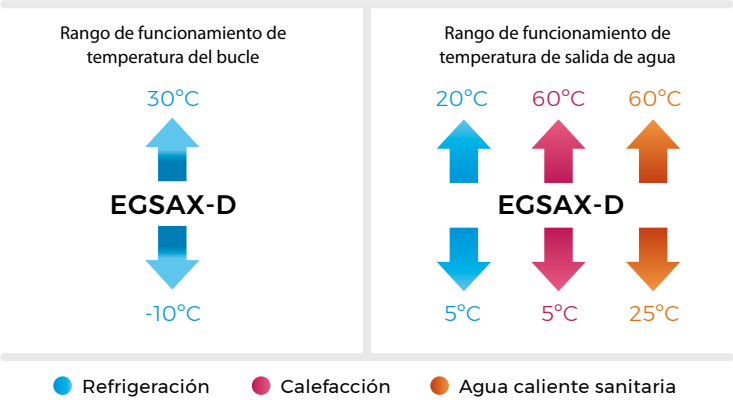 Rango de funcionamiento de
temperatura del bucle
30°C
EGSAX-D
-10°C
Rango de funcionamiento de
temperatura de salida de agua
20°C 60°C 60°C
EGSAX-D
5°C 5°C 25°C
Refrigeración Calefacción Agua caliente sanitaria